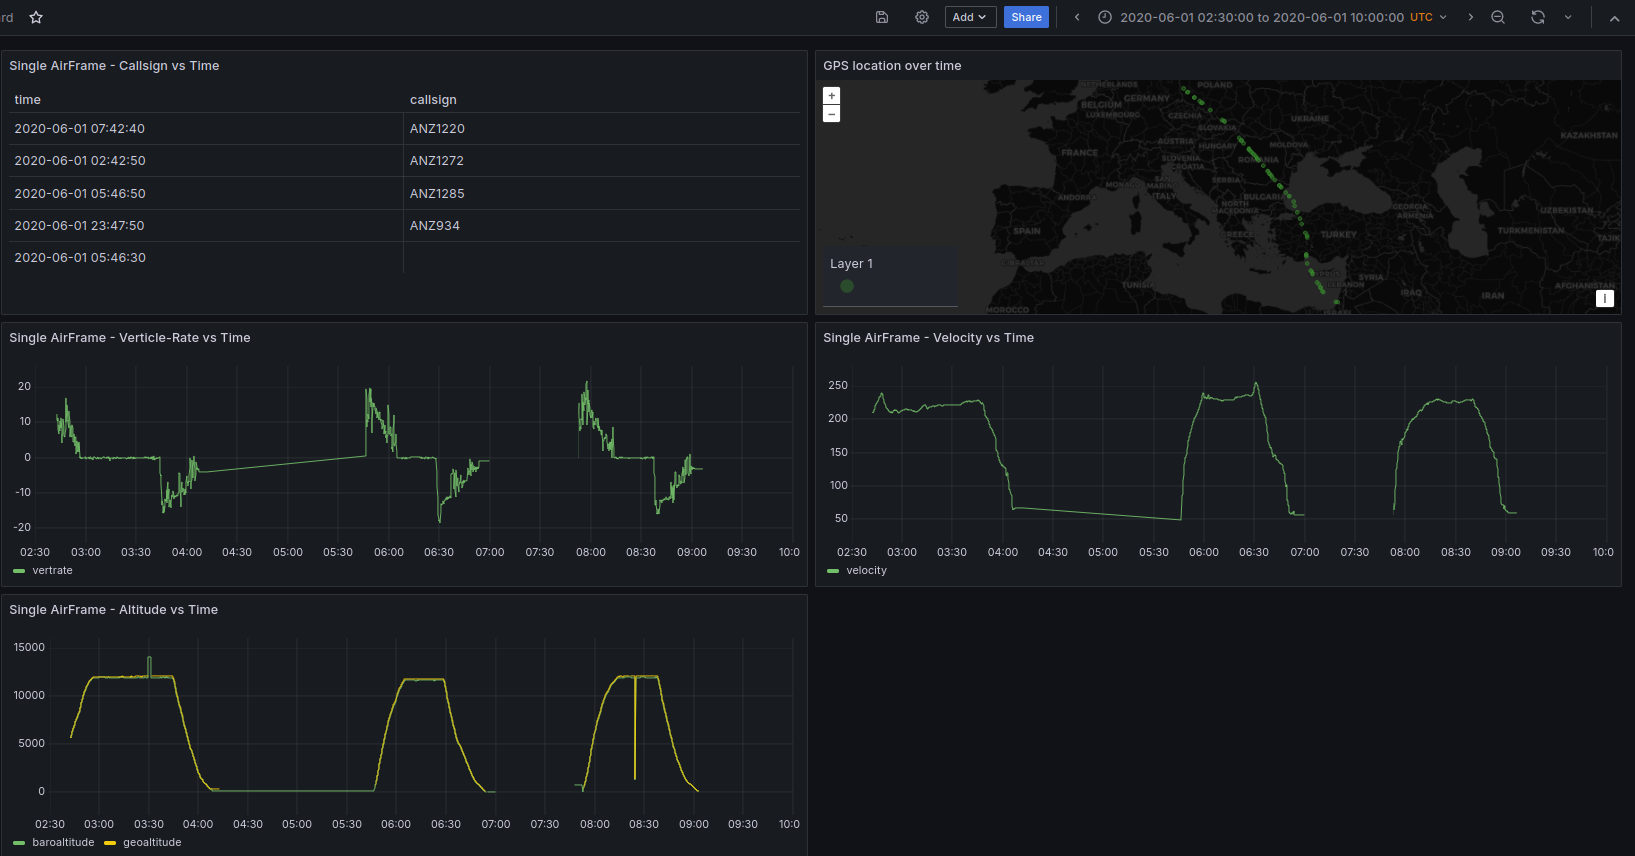 rd
Add
Share
2020-06-01 02:30:00 to 2020-06-01 10:00:00 UTC
Single AirFrame - Callsign vs Time
time callsign
2020-06-01 07:42:40 ANZ1220
2020-06-01 02:42:50 ANZ1272
2020-06-01 05:46:50 ANZ1285
2020-06-01 23:47:50 ANZ934
2020-06-01 05:46:30
GPS location over time
+
−
POLAND
BELGIUM GERMANY
LUXEMBOURG CZECHIA
UKRAINE
SLOVAKIA
KAZAKHSTAN
AUSTRIA HUNGARY MOLDOVA
FRANCE
SLOVENIA
CROATIA
ROMANIA
SERBIA
ITALY
ANDORRA
BULGARIA
NORTH
MACEDONIA
GEORGIA
ARMENIA
UZBEKISTAN
SPAIN
GREECE
TURKEY
TURKMENISTAN
TAJIK
Layer 1
SYRIA
LEBANON
TUNISIA
IRAQ
IRAN
AFGHANISTAN
MOROCCO
i
Single AirFrame - Verticle-Rate vs Time
20
10
0
-10
-20
02:30 03:00 03:30 04:00 04:30 05:00 05:30 06:00 06:30 07:00 07:30 08:00 08:30 09:00 09:30 10:0
vertrate
Single AirFrame - Velocity vs Time
250
200
150
100
50
02:30 03:00 03:30 04:00 04:30 05:00 05:30 06:00 06:30 07:00 07:30 08:00 08:30 09:00 09:30 10:0
velocity
Single AirFrame - Altitude vs Time
15000
10000
5000
0
02:30 03:00 03:30 04:00 04:30 05:00 05:30 06:00 06:30 07:00 07:30 08:00 08:30 09:00 09:30 10:0
baroaltitude geoaltitude